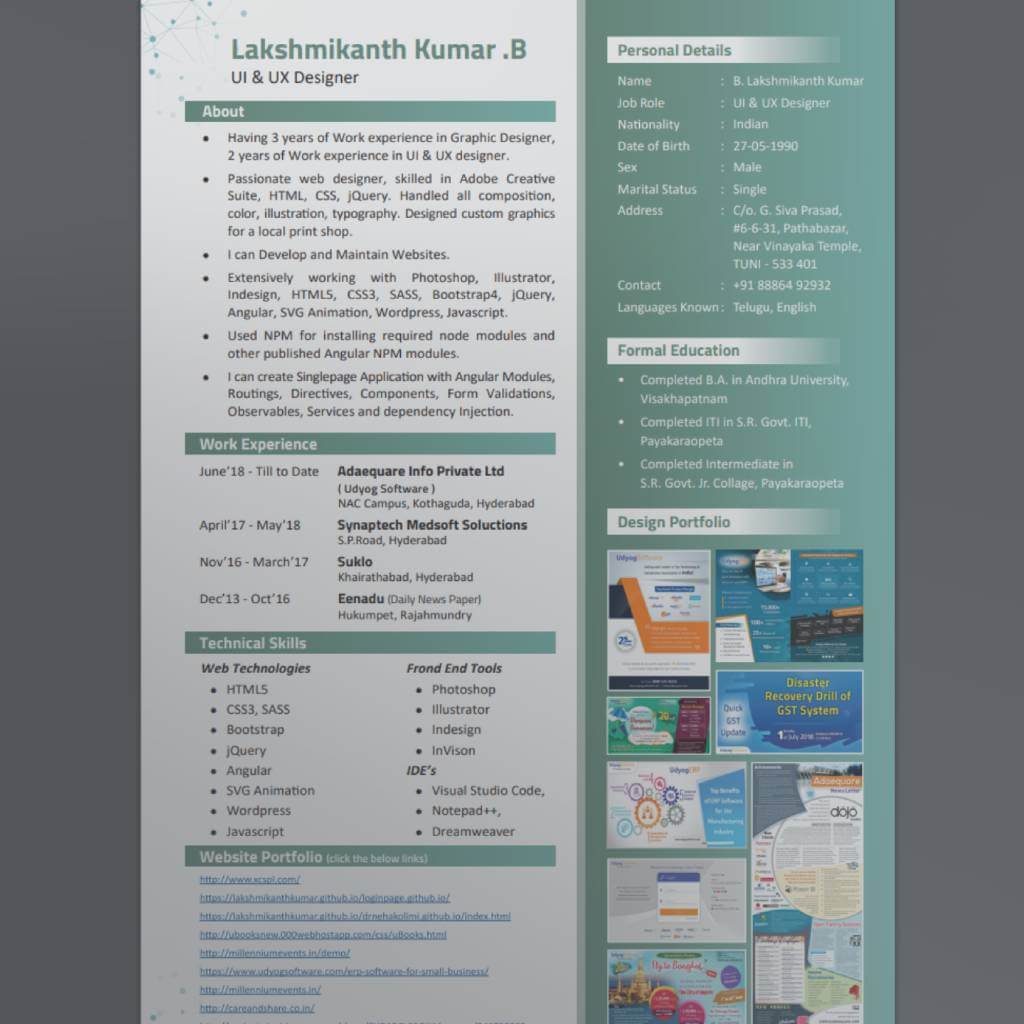 Lakshmikanth Kumar .B
UI & UX Designer
About
• Having 3 years of Work experience in Graphic Designer,
2 years of Work experience in UI & UX designer.
• Passionate web designer, skilled in Adobe Creative
Suite, HTML, CSS, jQuery. Handled all composition,
color, illustration, typography. Designed custom graphics
for a local print shop.
• I can Develop and Maintain Websites.
• Extensively working with Photoshop, Illustrator,
Indesign, HTML5, CSS3, SASS, Bootstrap4, jQuery,
Angular, SVG Animation, Wordpress, Javascript.
• Used NPM for installing required node modules and
other published Angular NPM modules.
• I can create Singlepage Application with Angular Modules,
Routings, Directives, Components, Form Validations,
Observables, Services and dependency Injection.
Work Experience
June'18 - Till to Date Adaequare Info Private Ltd
( Udyog Software )
NAC Campus, Kothaguda, Hyderabad
April'17 - May'18 Synaptech Medsoft Soluctions
S.P.Road, Hyderabad
Nov'16 - March'17 Suklo
Khairathabad, Hyderabad
Dec'13 - Oct'16 Eenadu (Daily News Paper)
Hukumpet, Rajahmundry
Technical Skills
Web Technologies
• HTML5
• CSS3, SASS
• Bootstrap
• jQuery
• Angular
• SVG Animation
• Wordpress
• Javascript
Frond End Tools
• Photoshop
• Illustrator
• Indesign
• InVison
IDE's
• Visual Studio Code,
• Notepad++,
• Dreamweaver
Website Portfolio (click the below links)
http://www.xcspl.com/
https://lakshmikanthkumar.github.io/loginpage.github.io/
https://lakshmikanthkumar.github.io/drnehakolimi.github.io/index.html
http://ubooksnew.000webhostapp.com/css/uBooks.html
http://millenniumevents.in/demo/
https://www.udyogsoftware.com/erp-software-for-small-business/
http://millenniumevents.in/
http://careandshare.co.in/
Personal Details
Name : B. Lakshmikanth Kumar
Job Role : UI & UX Designer
Nationality : Indian
Date of Birth : 27-05-1990
Sex : Male
Marital Status : Single
Address : C/o. G. Siva Prasad,
#6-6-31, Pathabazar,
Near Vinayaka Temple,
TUNI - 533 401
Contact : +91 88864 92932
Languages Known : Telugu, English
Formal Education
• Completed B.A. in Andhra University,
Visakhapatnam
• Completed ITI in S.R. Govt. ITI,
Payakaraopeta
• Completed Intermediate in
S.R. Govt. Jr. Collage, Payakaraopeta
Design Portfolio
Disaster
Recovery Drill of
GST System
Quick
GST
Update
1 of July 2018
UdyogERP
Top Benefits
of ERP Software
for the
Manufacturing
Industry
Adaequare
News Letter
dojo